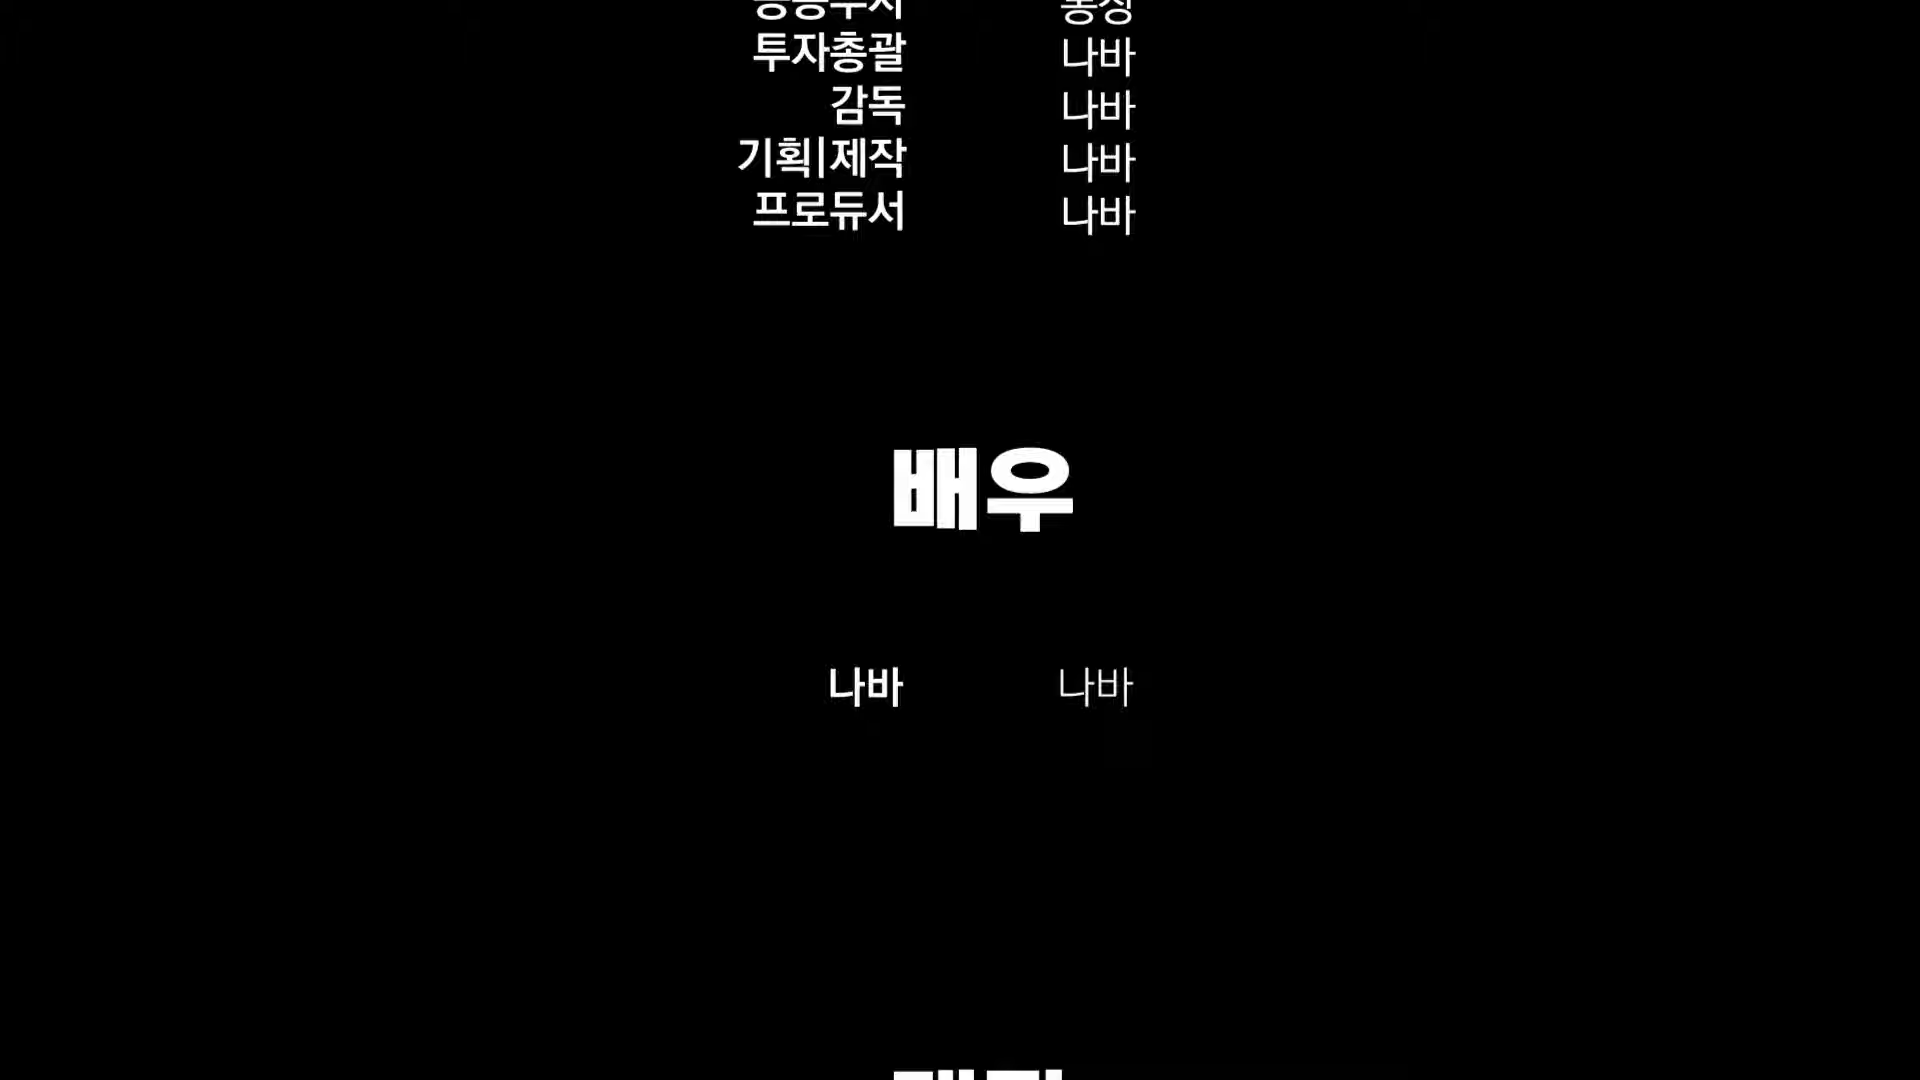 투자총괄 나바
감독 나바
기획|제작 나바
프로듀서 나바
배우
나바 나바